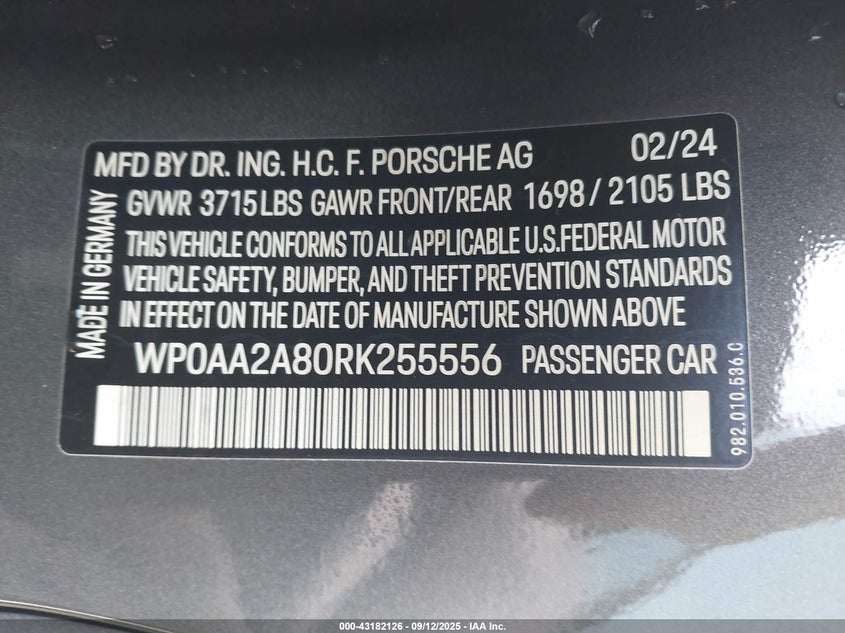 MFD BY DR. ING. H.C. F. PORSCHE AG 02/24
GVWR 3715 LBS GAWR FRONT/REAR 1698 / 2105 LBS
THIS VEHICLE CONFORMS TO ALL APPLICABLE U.S. FEDERAL MOTOR
VEHICLE SAFETY, BUMPER, AND THEFT PREVENTION STANDARDS
IN EFFECT ON THE DATE OF MANUFACTURE SHOWN ABOVE
WP0AA2A80RK255556 PASSENGER CAR
MADE IN GERMANY
982.010.536.C
000-43182126 - 09/12/2025 - IAA Inc.